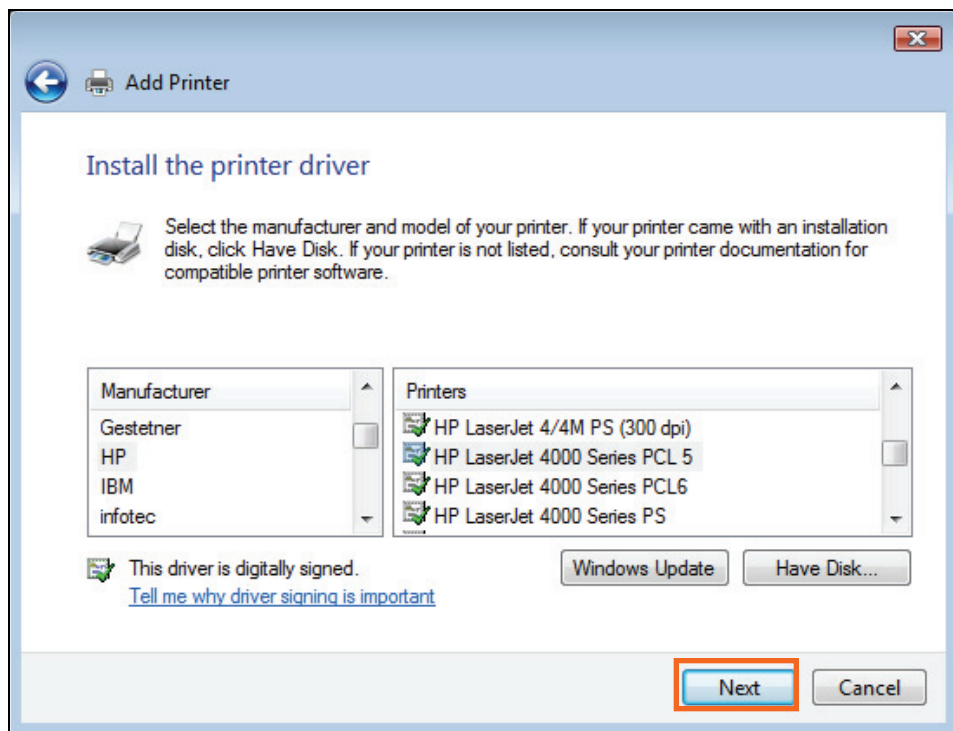 Add Printer
Install the printer driver
Select the manufacturer and model of your printer. If your printer came with an installation
disk, click Have Disk. If your printer is not listed, consult your printer documentation for
compatible printer software.
Manufacturer
Gestetner
HP
IBM
infotec
Printers
HP LaserJet 4/4M PS (300 dpi)
HP LaserJet 4000 Series PCL 5
HP LaserJet 4000 Series PCL6
HP LaserJet 4000 Series PS
This driver is digitally signed.
Tell me why driver signing is important
Windows Update
Have Disk...
Next
Cancel